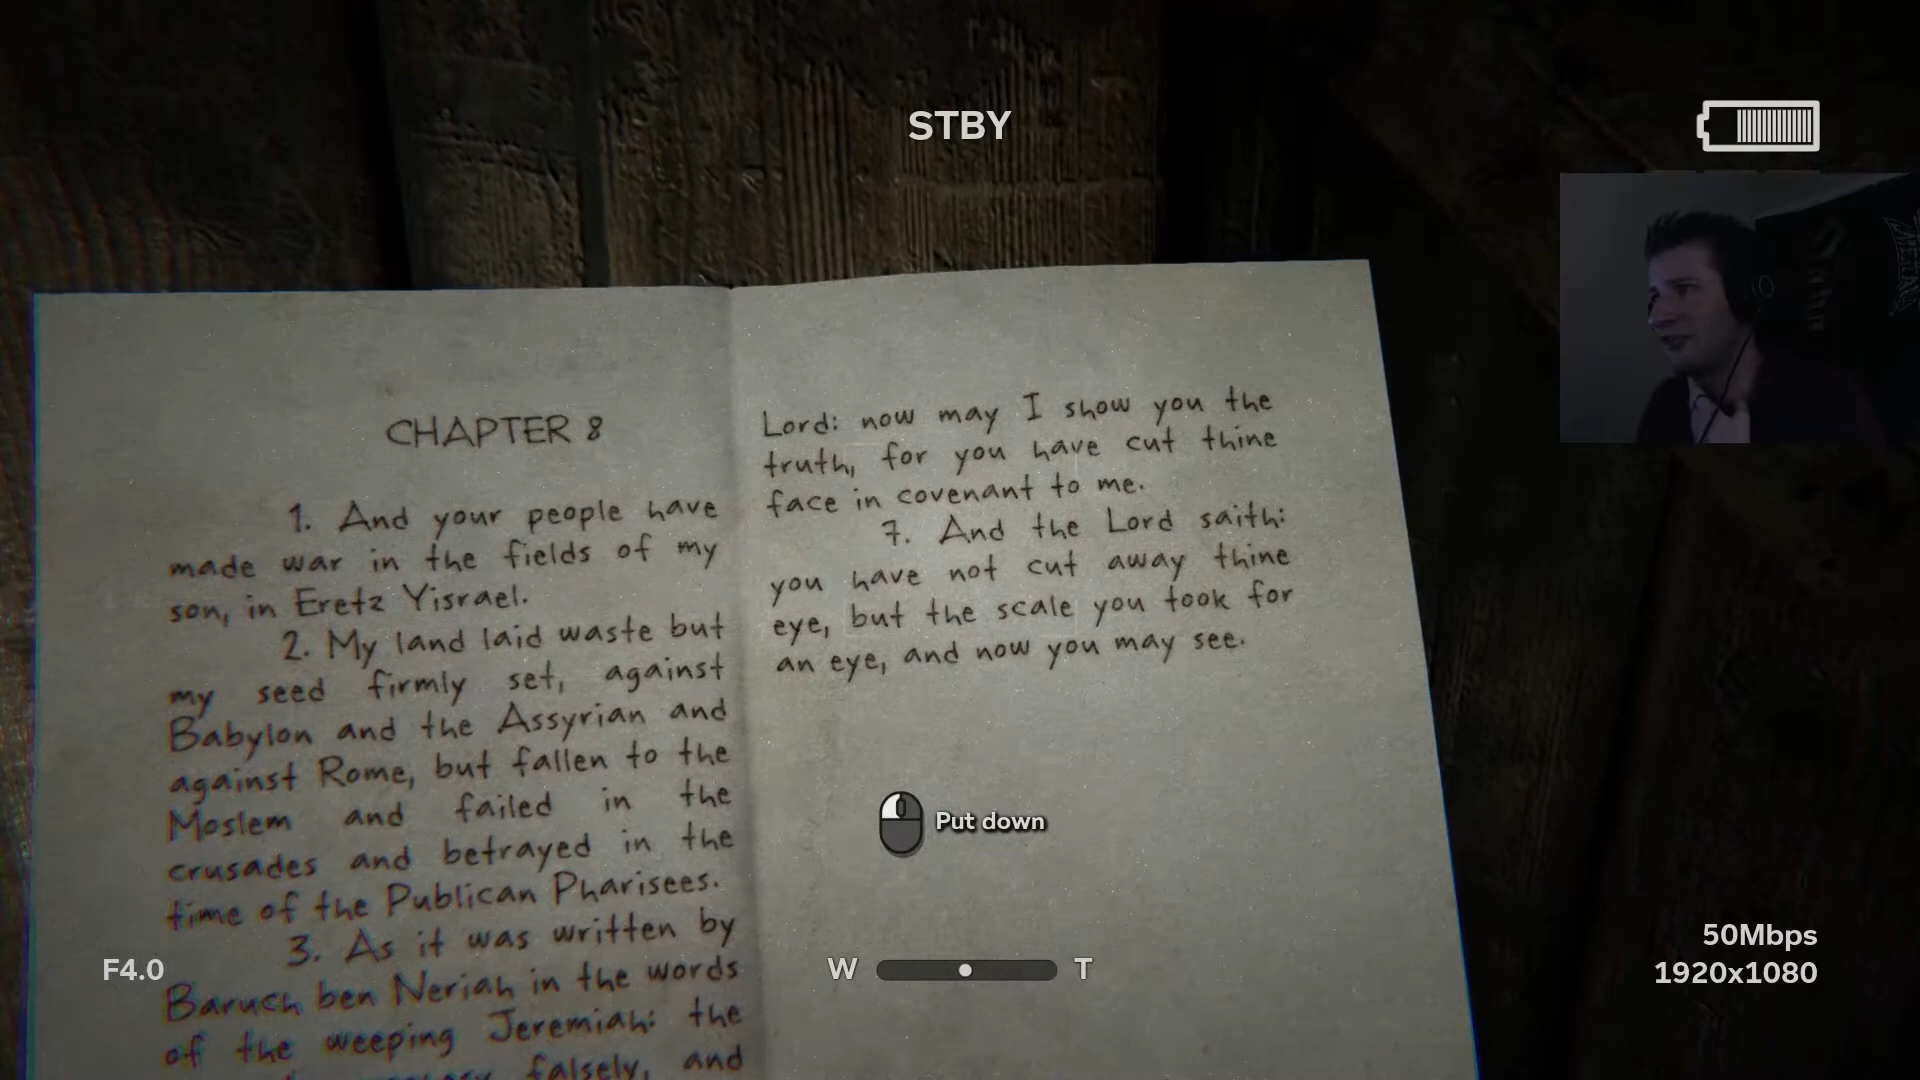 STBY
CHAPTER 8
1. And your people have
made war in the fields of my
son, in Eretz Yisrael.
2. My land laid waste but
my seed firmly set, against
Babylon and the Assyrian and
against Rome, but fallen to the
Moslem and failed in the
crusades and betrayed in the
time of the Publican Pharisees.
3. As it was written by
Baruch ben Neriah in the words
of the weeping Jeremiah: the
falsely, and
Lord: now may I show you the
truth, for you have cut thine
face in covenant to me.
7. And the Lord saith:
you have not cut away thine
eye, but the scale you took for
an eye, and now you may see.
Put down
F4.0
W T
50Mbps
1920x1080